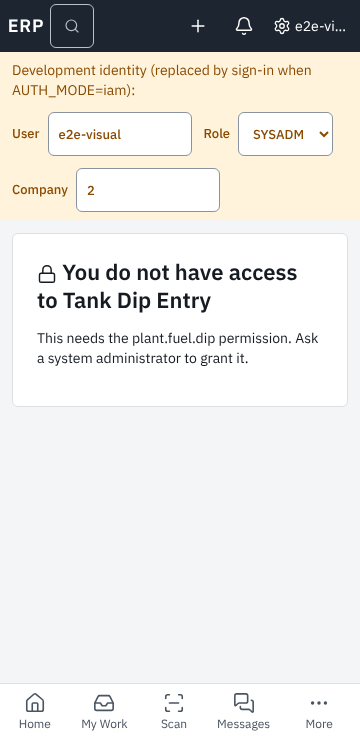 ERP
e2e-vi...
Development identity (replaced by sign-in when
AUTH_MODE=iam):
User e2e-visual Role SYSADM
Company 2
You do not have access
to Tank Dip Entry
This needs the plant.fuel.dip permission. Ask
a system administrator to grant it.
Home My Work Scan Messages More